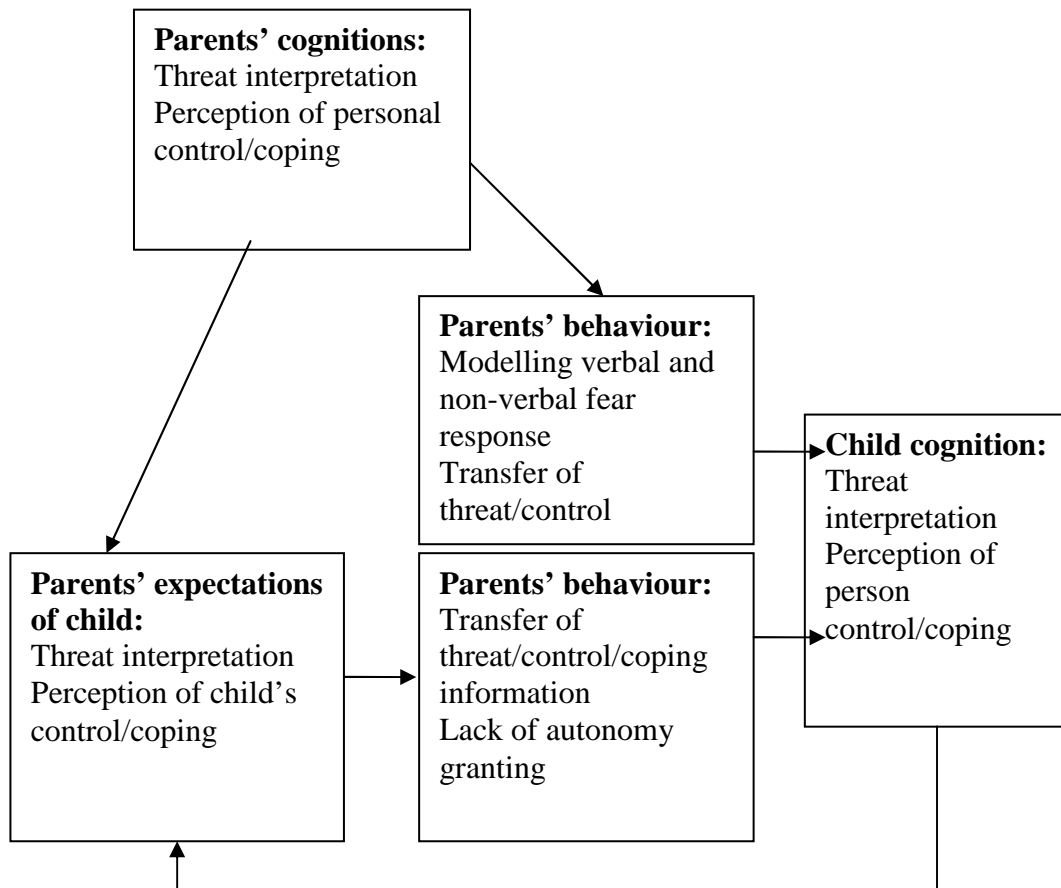 Parents’ cognitions:
Threat interpretation
Perception of personal
control/coping
Parents’ behaviour:
Modelling verbal and
non-verbal fear
response
Transfer of
threat/control
Child cognition:
Threat
interpretation
Perception of
person
control/coping
Parents’ expectations
of child:
Threat interpretation
Perception of child’s
control/coping
Parents’ behaviour:
Transfer of
threat/control/coping
information
Lack of autonomy
granting